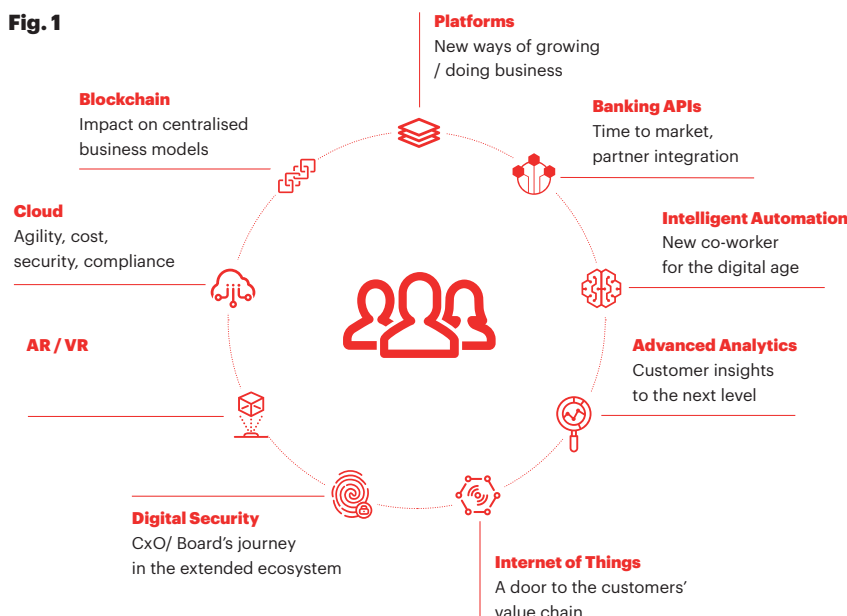 Fig. 1
Platforms
New ways of growing
/ doing business
Blockchain
Impact on centralised
business models
Banking APIs
Time to market,
partner integration
Cloud
Agility, cost,
security, compliance
Intelligent Automation
New co-worker
for the digital age
AR / VR
Advanced Analytics
Customer insights
to the next level
Digital Security
CxO/ Board's journey
in the extended ecosystem
Internet of Things
A door to the customers'
value chain